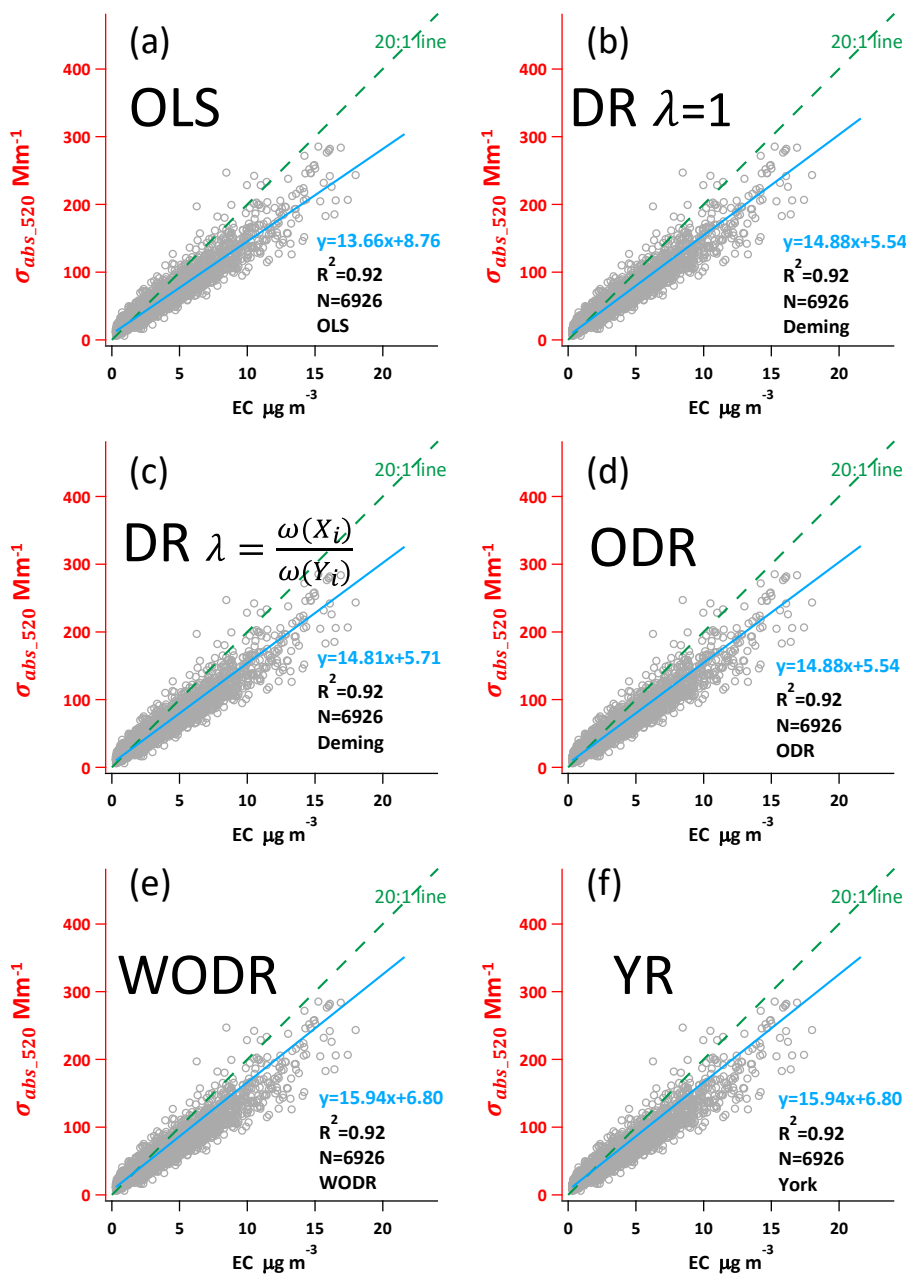 (a)
20:1 line
OLS
σabs_520 Mm-1
400
300
200
100
0
y=13.66x+8.76
R2=0.92
N=6926
OLS
0 5 10 15 20
EC μg m-3
(b)
20:1 line
DR λ=1
σabs_520 Mm-1
400
300
200
100
0
y=14.88x+5.54
R2=0.92
N=6926
Deming
0 5 10 15 20
EC μg m-3
(c)
20:1 line
DR λ = ω(Xi)/ω(Yi)
σabs_520 Mm-1
400
300
200
100
0
y=14.81x+5.71
R2=0.92
N=6926
Deming
0 5 10 15 20
EC μg m-3
(d)
20:1 line
ODR
σabs_520 Mm-1
400
300
200
100
0
y=14.88x+5.54
R2=0.92
N=6926
ODR
0 5 10 15 20
EC μg m-3
(e)
20:1 line
WODR
σabs_520 Mm-1
400
300
200
100
0
y=15.94x+6.80
R2=0.92
N=6926
WODR
0 5 10 15 20
EC μg m-3
(f)
20:1 line
YR
σabs_520 Mm-1
400
300
200
100
0
y=15.94x+6.80
R2=0.92
N=6926
York
0 5 10 15 20
EC μg m-3